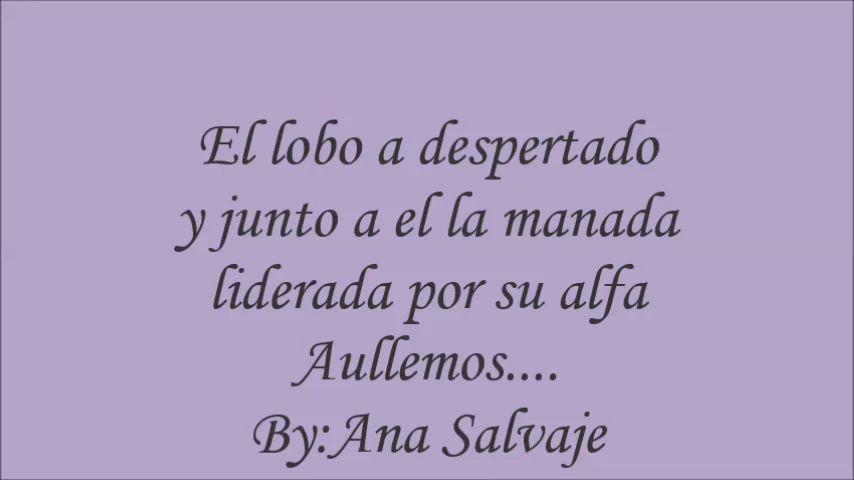 El lobo a despertado
y junto a el la manada
liderada por su alfa
Aullemos....
By:Ana Salvaje